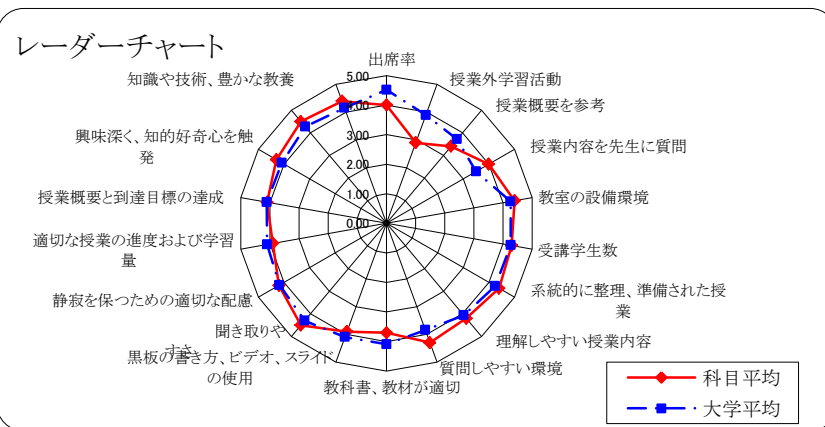 レーダーチャート
出席率
授業外学習活動
授業概要を参考
授業内容を先生に質問
教室の設備環境
受講学生数
系統的に整理、準備された授
業
理解しやすい授業内容
質問しやすい環境
教科書、教材が適切
黒板の書き方、ビデオ、スライド
の使用
聞き取りや
すさ
静寂を保つための適切な配慮
適切な授業の進度および学習
量
授業概要と到達目標の達成
興味深く、知的好奇心を触
発
知識や技術、豊かな教養
5.00
4.00
3.00
2.00
1.00
0.00
科目平均
大学平均